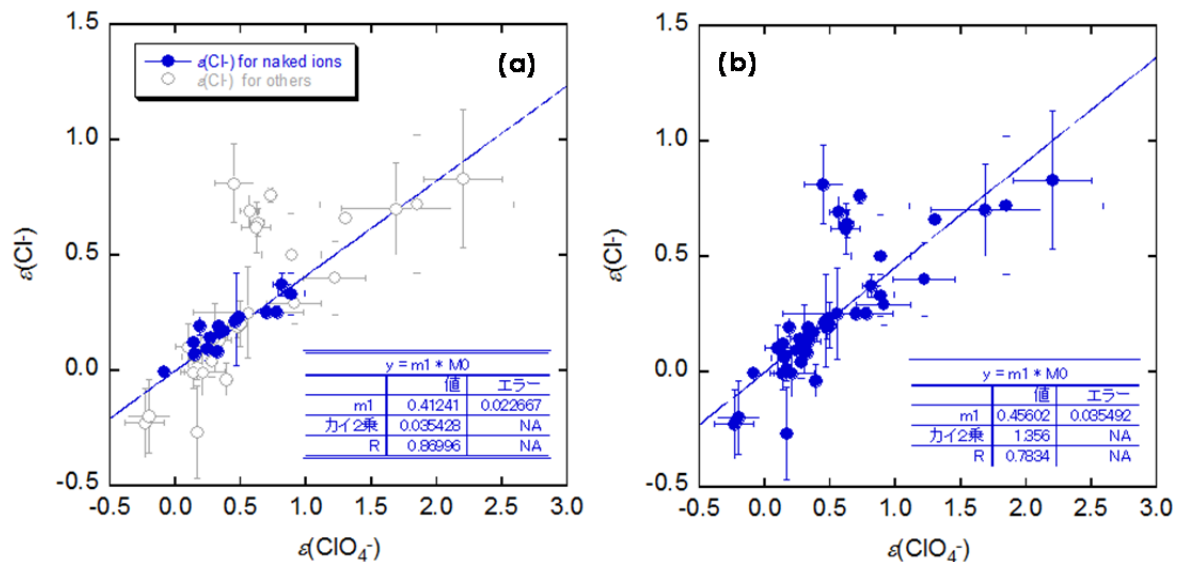 1.5
1.0
0.5
0.0
-0.5
ε(Cl-)
ε(Cl-) for naked ions
ε(Cl-) for others
(a)
y = m1 * M0
値 エラー
m1 0.41241 0.022667
カイ2乗 0.035428 NA
R 0.86996 NA
-0.5 0.0 0.5 1.0 1.5 2.0 2.5 3.0
ε(ClO₄⁻)
1.5
1.0
0.5
0.0
-0.5
ε(Cl-)
(b)
y = m1 * M0
値 エラー
m1 0.45602 0.035492
カイ2乗 1.356 NA
R 0.7834 NA
-0.5 0.0 0.5 1.0 1.5 2.0 2.5 3.0
ε(ClO₄⁻)